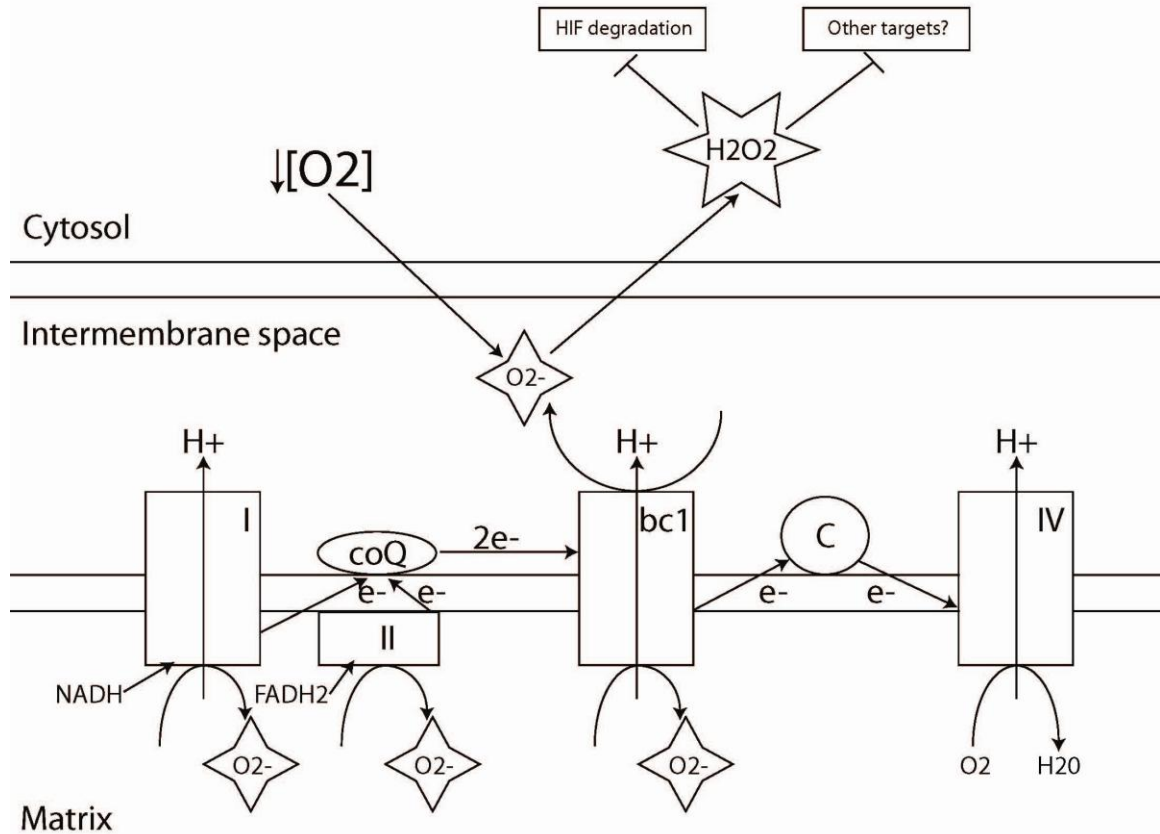 HIF degradation
Other targets?
H2O2
↓[O2]
Cytosol
Intermembrane space
O2-
H+
H+
H+
I
bc1
IV
coQ
2e-
C
e-
e-
e-
e-
II
NADH
FADH2
O2-
O2-
O2-
O2
H20
Matrix